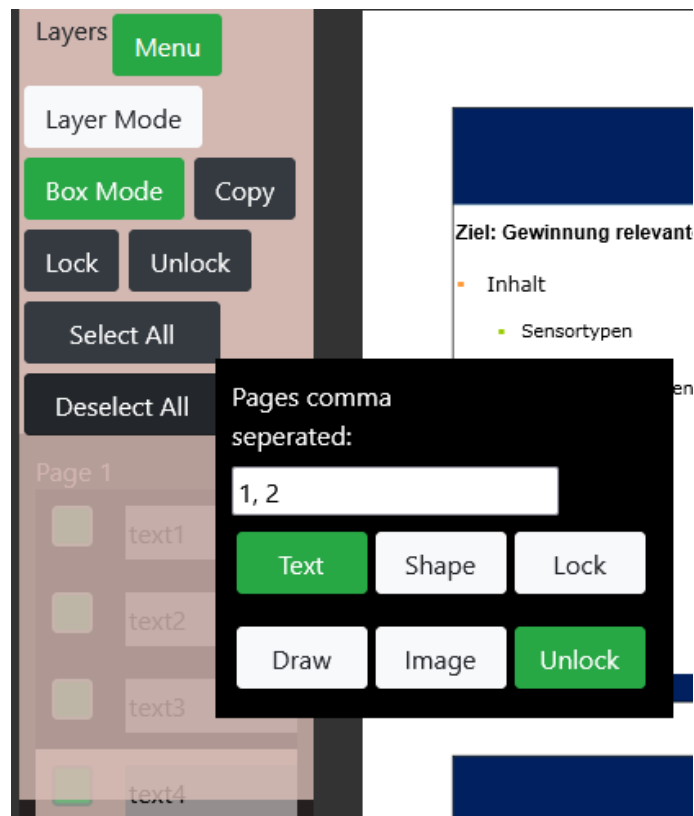 Layers Menu
Layer Mode
Box Mode Copy
Lock Unlock
Select All
Deselect All
Page 1
text1
text2
text3
text4
Ziel: Gewinnung
Inhalt
Sensortypen
Pages comma
seperated:
1, 2
Text Shape Lock
Draw Image Unlock